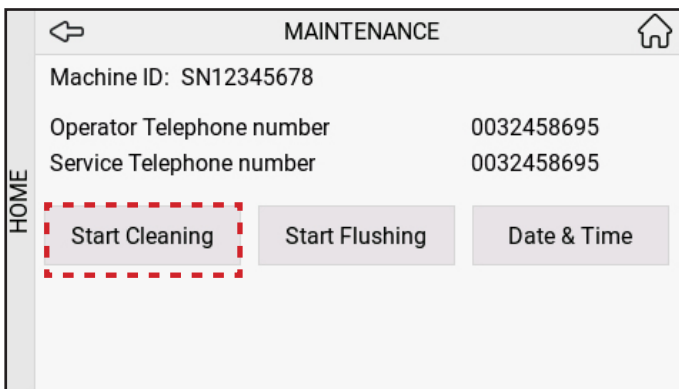 MAINTENANCE
Machine ID: SN12345678
Operator Telephone number 0032458695
Service Telephone number 0032458695
HOME
Start Cleaning Start Flushing Date & Time